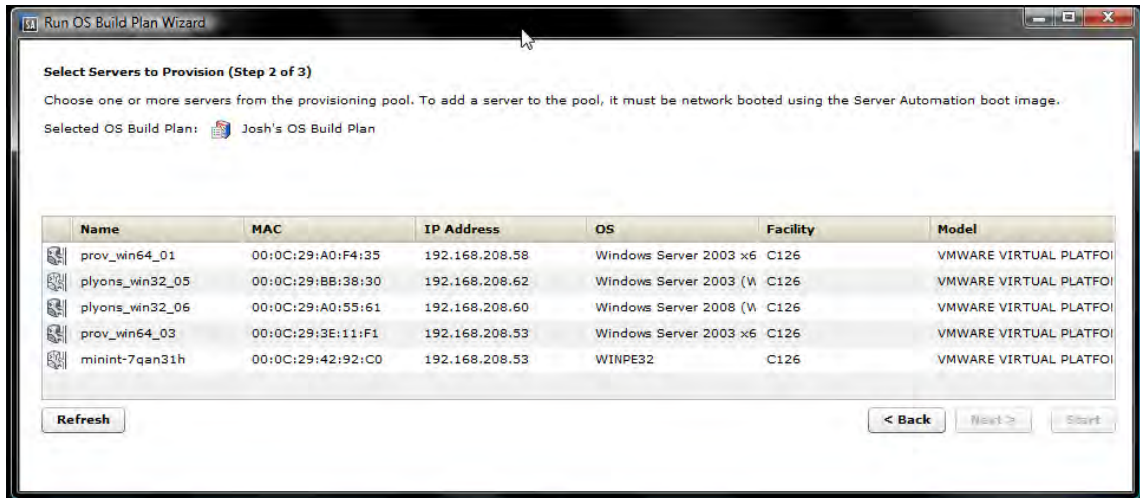 SA Run OS Build Plan Wizard
Select Servers to Provision (Step 2 of 3)
Choose one or more servers from the provisioning pool. To add a server to the pool, it must be network booted using the Server Automation boot image.
Selected OS Build Plan: Josh's OS Build Plan
Name MAC IP Address OS Facility Model
prov_win64_01 00:0C:29:A0:F4:35 192.168.208.58 Windows Server 2003 x6 C126 VMWARE VIRTUAL PLATFOI
plyons_win32_05 00:0C:29:BB:38:30 192.168.208.62 Windows Server 2003 (W C126 VMWARE VIRTUAL PLATFOI
plyons_win32_06 00:0C:29:A0:55:61 192.168.208.60 Windows Server 2008 (W C126 VMWARE VIRTUAL PLATFOI
prov_win64_03 00:0C:29:3E:11:F1 192.168.208.53 Windows Server 2003 x6 C126 VMWARE VIRTUAL PLATFOI
minint-7qan31h 00:0C:29:42:92:C0 192.168.208.53 WINPE32 C126 VMWARE VIRTUAL PLATFOI
Refresh < Back Next > Start